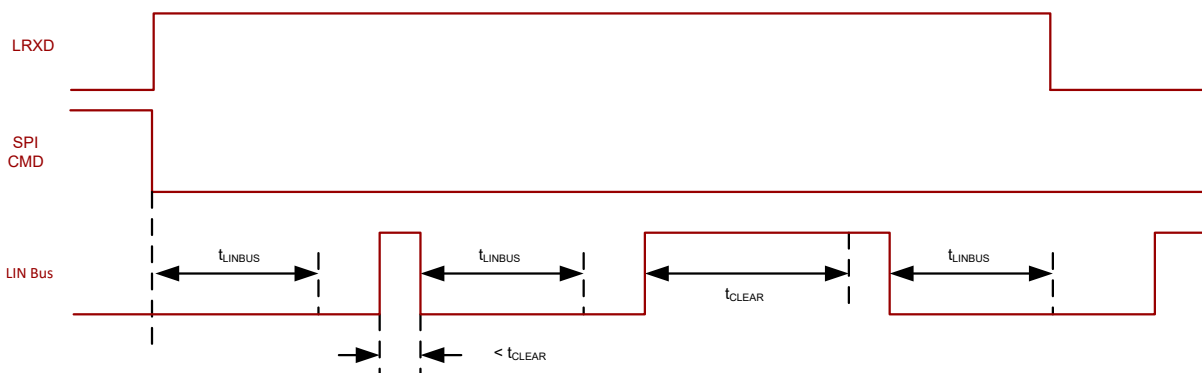 LRXD
SPI
CMD
LIN Bus
tLINBUS
tLINBUS
tCLEAR
tLINBUS
< tCLEAR